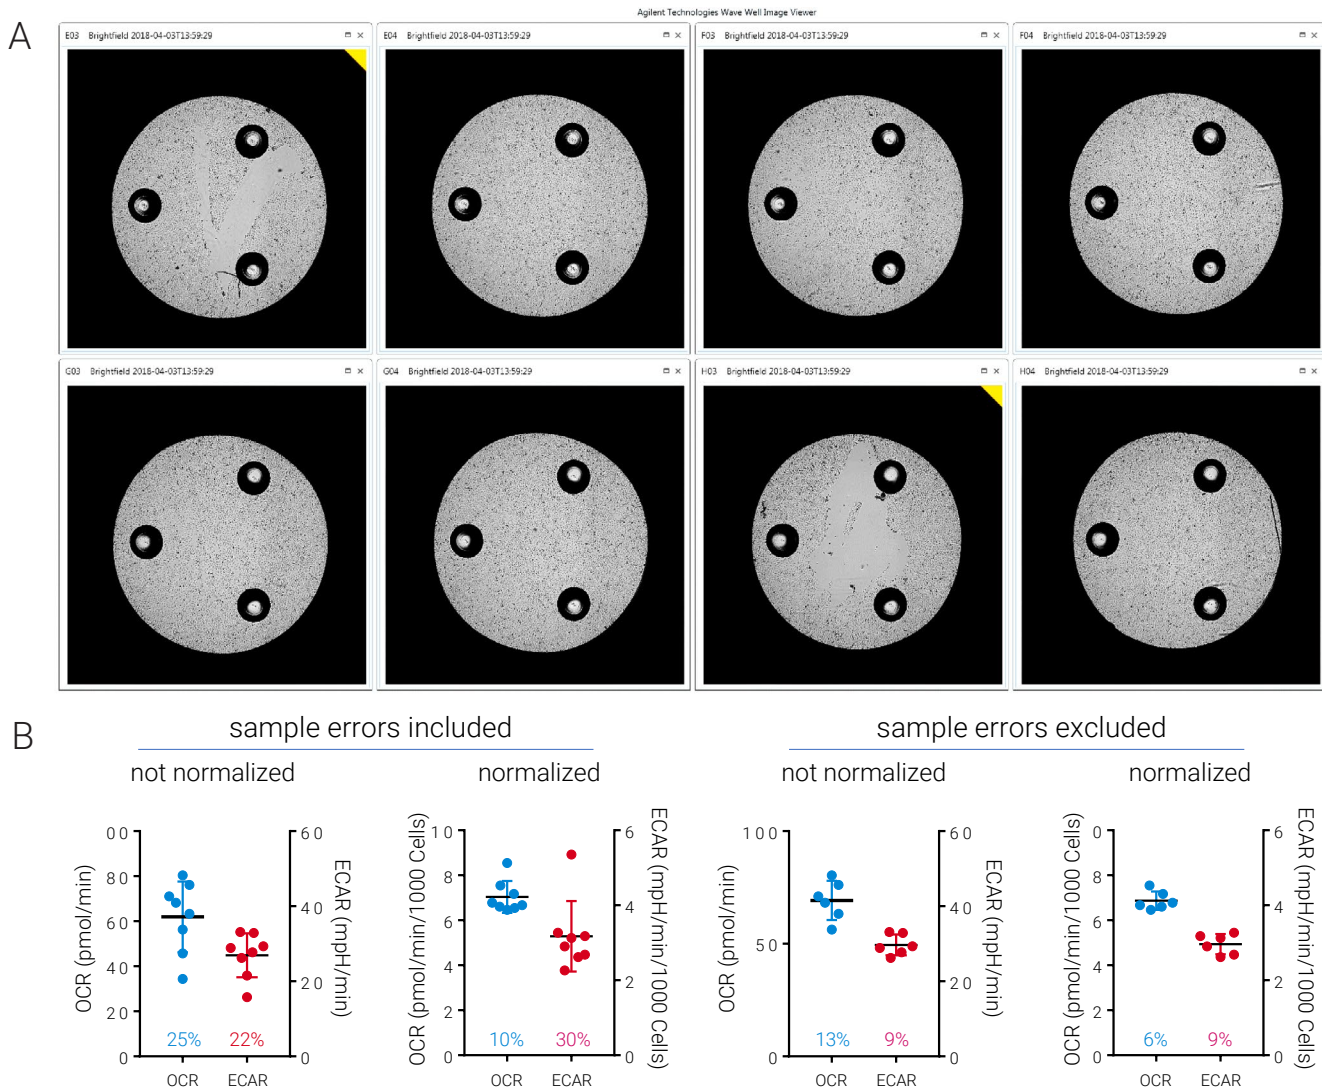 Agilent Technologies Wave Well Image Viewer
A
E03 Brightfield 2018-04-03T13:59:29
E04 Brightfield 2018-04-03T13:59:29
F03 Brightfield 2018-04-03T13:59:29
F04 Brightfield 2018-04-03T13:59:29
G03 Brightfield 2018-04-03T13:59:29
G04 Brightfield 2018-04-03T13:59:29
H03 Brightfield 2018-04-03T13:59:29
H04 Brightfield 2018-04-03T13:59:29
B
sample errors included
sample errors excluded
not normalized
normalized
not normalized
normalized
OCR (pmol/min)
00
80
60
40
20
0
60
40
20
0
ECAR (mpH/min)
25%
22%
OCR
ECAR
OCR (pmol/min/1000 Cells)
10
8
6
4
2
0
6
4
2
0
ECAR (mpH/min/1000 Cells)
10%
30%
OCR
ECAR
OCR (pmol/min)
100
50
0
60
40
20
0
ECAR (mpH/min)
13%
9%
OCR
ECAR
OCR (pmol/min/1000 Cells)
0
8
6
4
2
0
6
4
2
0
ECAR (mpH/min/1000 Cells)
6%
9%
OCR
ECAR